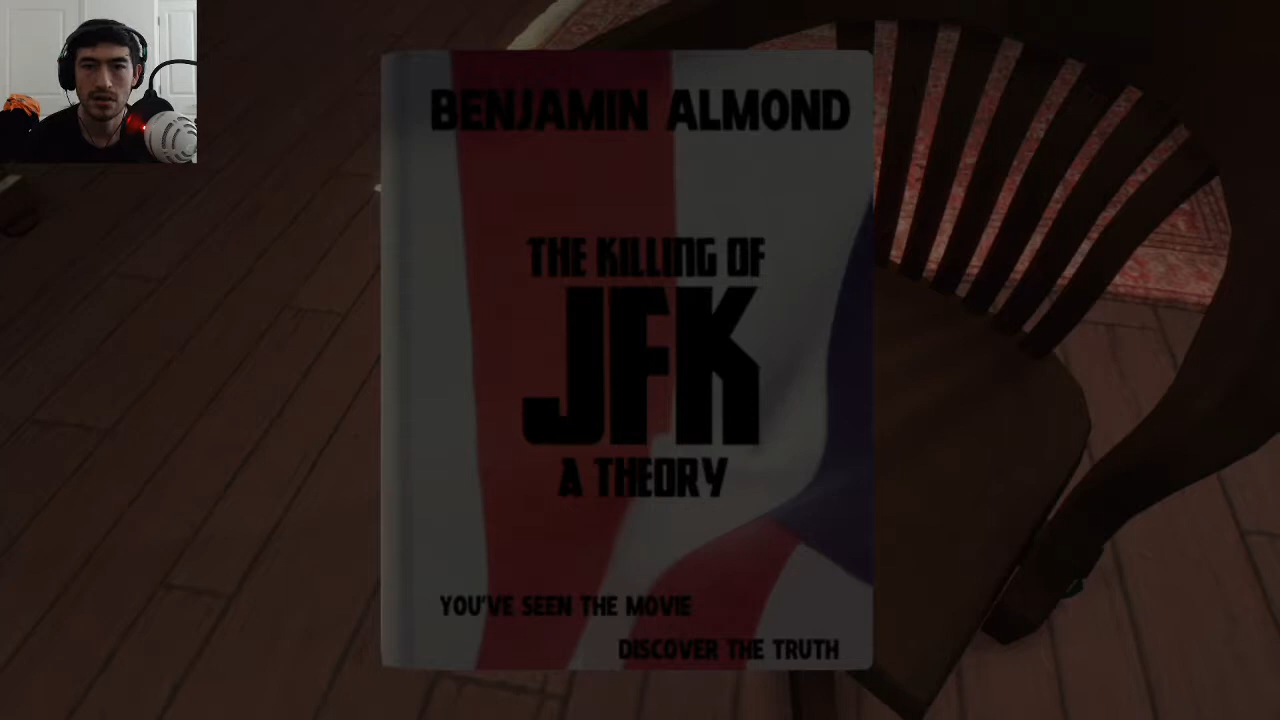 BENJAMIN ALMOND
THE KILLING OF
JFK
A THEORY
YOU'VE SEEN THE MOVIE
DISCOVER THE TRUTH